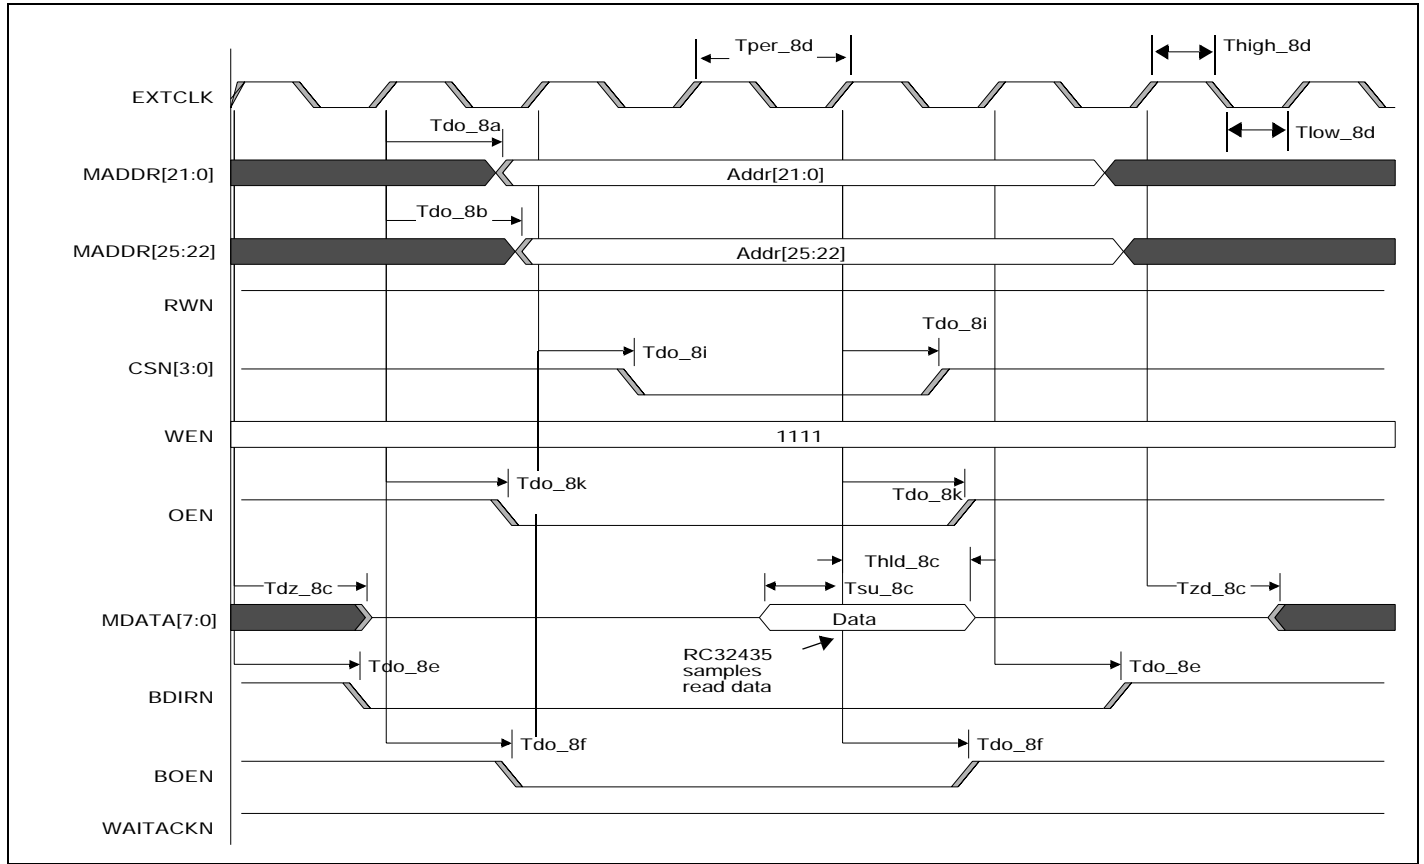 Tper_8d
Thigh_8d
EXTCLK
Tdo_8a
Tlow_8d
MADDR[21:0]
Addr[21:0]
Tdo_8b
MADDR[25:22]
Addr[25:22]
RWN
Tdo_8i
Tdo_8i
CSN[3:0]
WEN
1111
Tdo_8k
Tdo_8k
OEN
Thld_8c
Tdz_8c
Tsu_8c
Tzd_8c
MDATA[7:0]
Data
RC32435
samples
read data
Tdo_8e
Tdo_8e
BDIRN
Tdo_8f
Tdo_8f
BOEN
WAITACKN